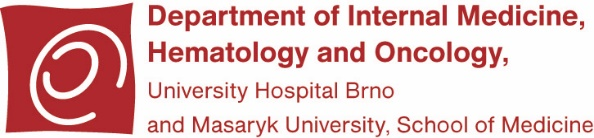 Department of Internal Medicine,
Hematology and Oncology,
University Hospital Brno
and Masaryk University, School of Medicine